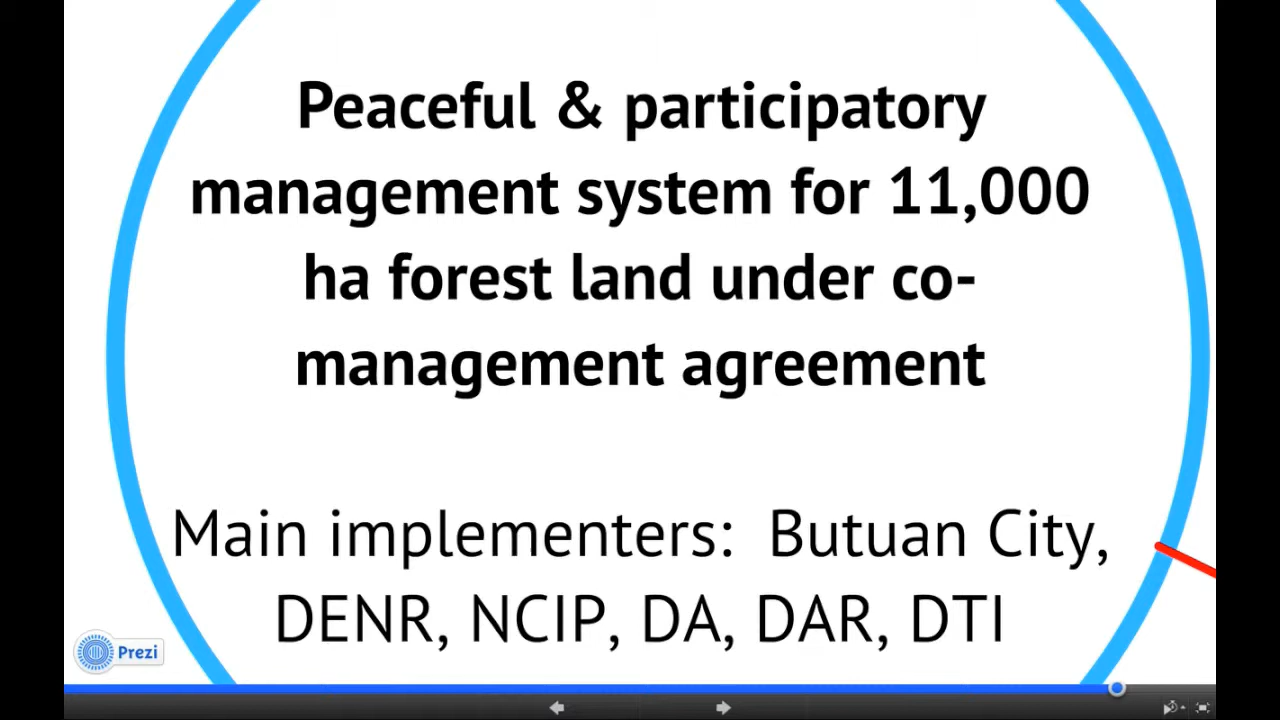 Peaceful & participatory
management system for 11,000
ha forest land under co-
management agreement
Main implementers: Butuan City,
DENR, NCIP, DA, DAR, DTI
Prezi